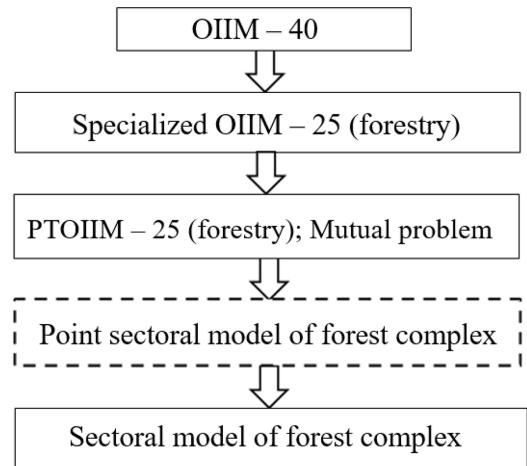 OIIM – 40
Specialized OIIM – 25 (forestry)
PTOIIM – 25 (forestry); Mutual problem
Point sectoral model of forest complex
Sectoral model of forest complex